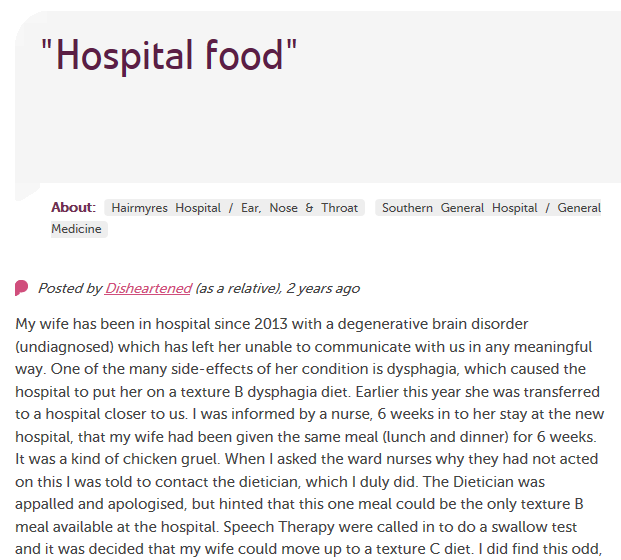 "Hospital food"
About: Hairmyres Hospital / Ear, Nose & Throat Southern General Hospital / General
Medicine
Posted by Disheartened (as a relative), 2 years ago
My wife has been in hospital since 2013 with a degenerative brain disorder
(undiagnosed) which has left her unable to communicate with us in any meaningful
way. One of the many side-effects of her condition is dysphagia, which caused the
hospital to put her on a texture B dysphagia diet. Earlier this year she was transferred
to a hospital closer to us. I was informed by a nurse, 6 weeks in to her stay at the new
hospital, that my wife had been given the same meal (lunch and dinner) for 6 weeks.
It was a kind of chicken gruel. When I asked the ward nurses why they had not acted
on this I was told to contact the dietician, which I duly did. The Dietician was
appalled and apologised, but hinted that this one meal could be the only texture B
meal available at the hospital. Speech Therapy were called in to do a swallow test
and it was decided that my wife could move up to a texture C diet. I did find this odd,